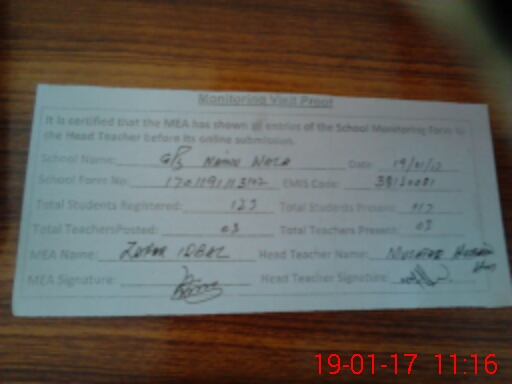 Monitoring Visit Proof
It is certified that the MEA has shown all entries of the School Monitoring Form to
the Head Teacher before its online submission.
School Name: G/S Date: 19/01/17
School Form No: EMIS Code:
Total Students Registered: 123 Total Students Present: 117
Total TeachersPosted: 03 Total Teachers Present: 03
MEA Name: Zafar Iqbal Head Teacher Name:
MEA Signature: Head Teacher Signature:
19-01-17 11:16